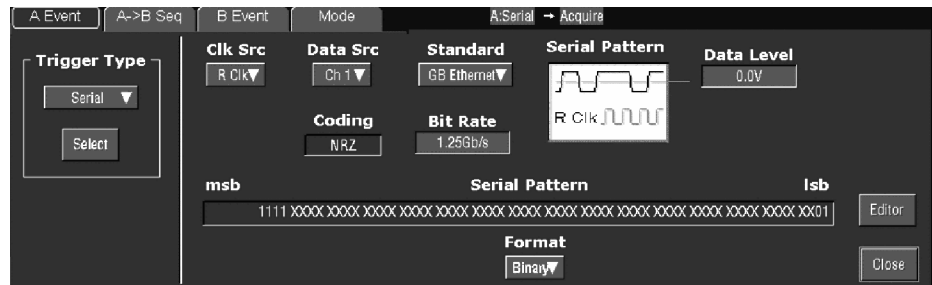 A Event A->B Seq B Event Mode A:Serial → Acquire
Trigger Type
Serial
Select
Clk Src Data Src Standard Serial Pattern Data Level
R Clk Ch 1 GB Ethernet 0.0V
R Clk
Coding Bit Rate
NRZ 1.25Gb/s
msb Serial Pattern lsb
1111 XXXX XXXX XXXX XXXX XXXX XXXX XXXX XXXX XXXX XXXX XXXX XXXX XXXX XXXX XX01
Editor
Format
Binary
Close